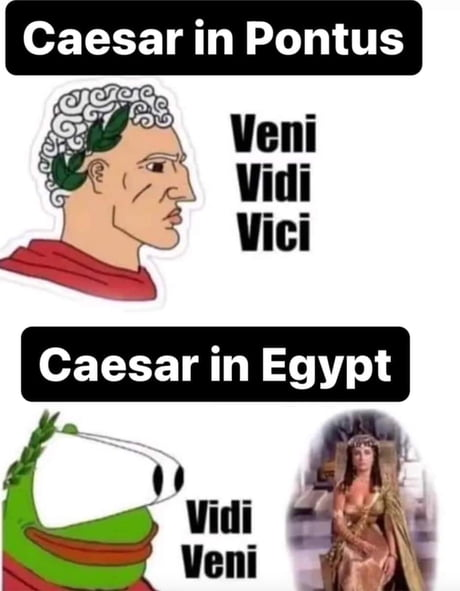 Caesar in Pontus
Veni
Vidi
Vici
Caesar in Egypt
Vidi
Veni